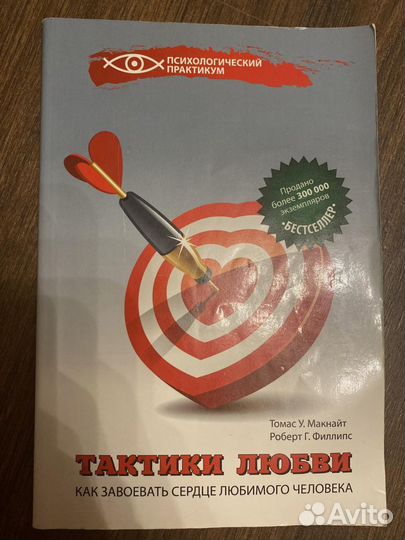 ПСИХОЛОГИЧЕСКИЙ
ПРАКТИКУМ
Продано
более 300 000
экземпляров
•БЕСТСЕЛЛЕР•
Томас У. Макнайт
Роберт Г. Филлипс
ТАКТИКИ ЛЮБВИ
КАК ЗАВОЕВАТЬ СЕРДЦЕ ЛЮБИМОГО ЧЕЛОВЕКА
Avito